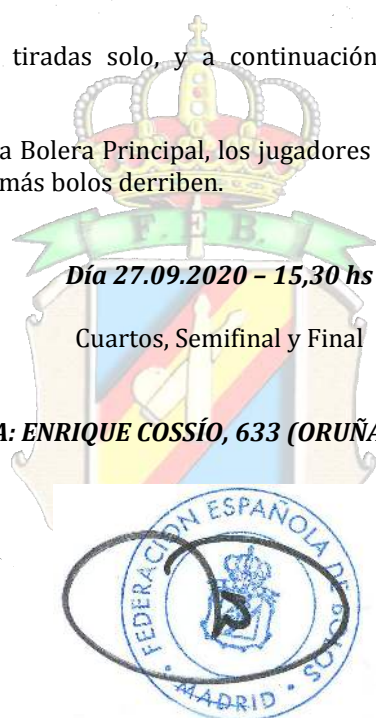 tiradas solo, y a continuación
a Bolera Principal, los jugadores
más bolos derriben.
F. E. B.
Día 27.09.2020 – 15,30 hs
Cuartos, Semifinal y Final
A: ENRIQUE COSSÍO, 633 (ORUÑA
FEDERACIÓN ESPAÑOLA DE BOLOS
· MADRID ·